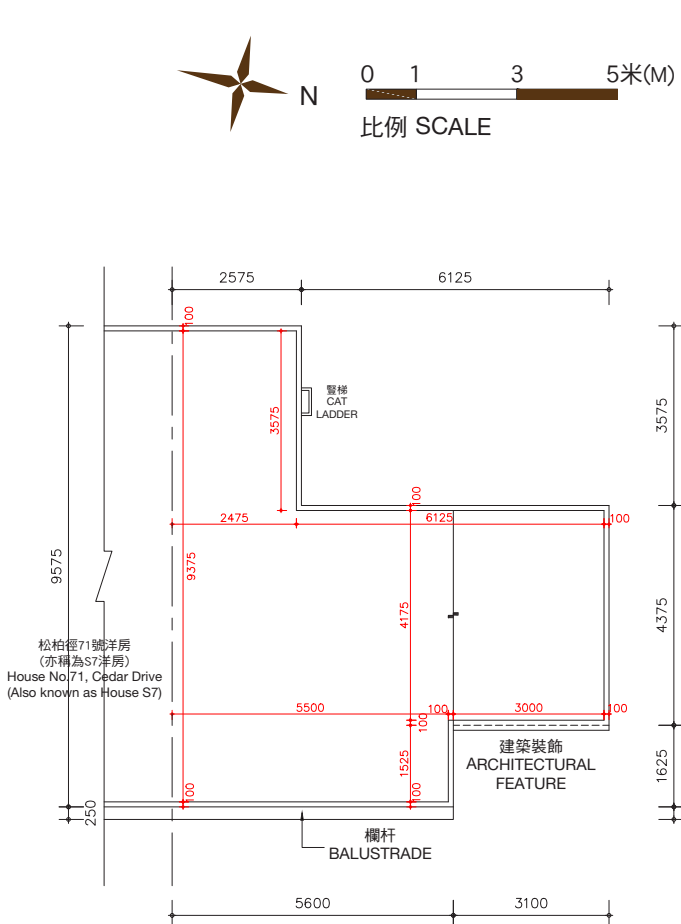 N
0 1 3 5米(M)
比例 SCALE
2575 6125
100
豎梯
CAT
LADDER
3575
3575
100
2475 6125 100
9575
9375
4175
4375
松柏徑71號洋房
(亦稱為S7洋房)
House No.71, Cedar Drive
(Also known as House S7)
5500 100 3000 100
100
建築裝飾
ARCHITECTURAL
FEATURE
1525
1625
100
100
250
欄杆
BALUSTRADE
5600 3100